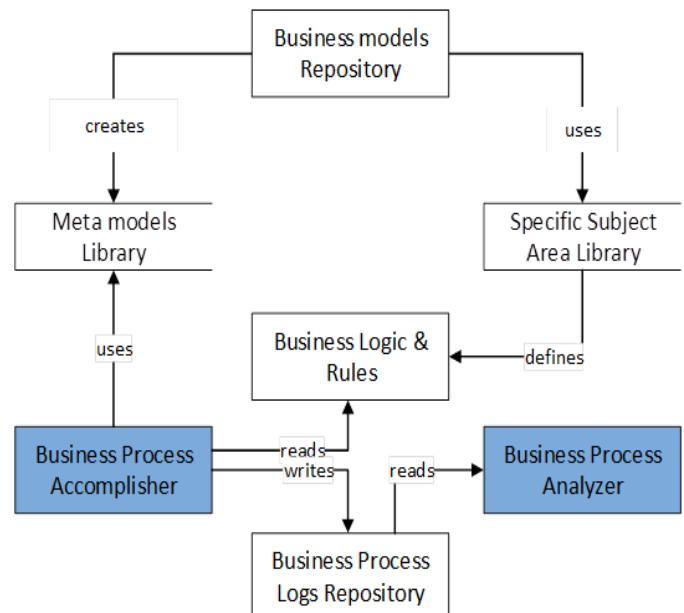 Business models
Repository
creates
uses
Meta models
Library
Specific Subject
Area Library
uses
Business Logic &
Rules
defines
Business Process
Accomplisher
reads
writes
reads
Business Process
Analyzer
Business Process
Logs Repository